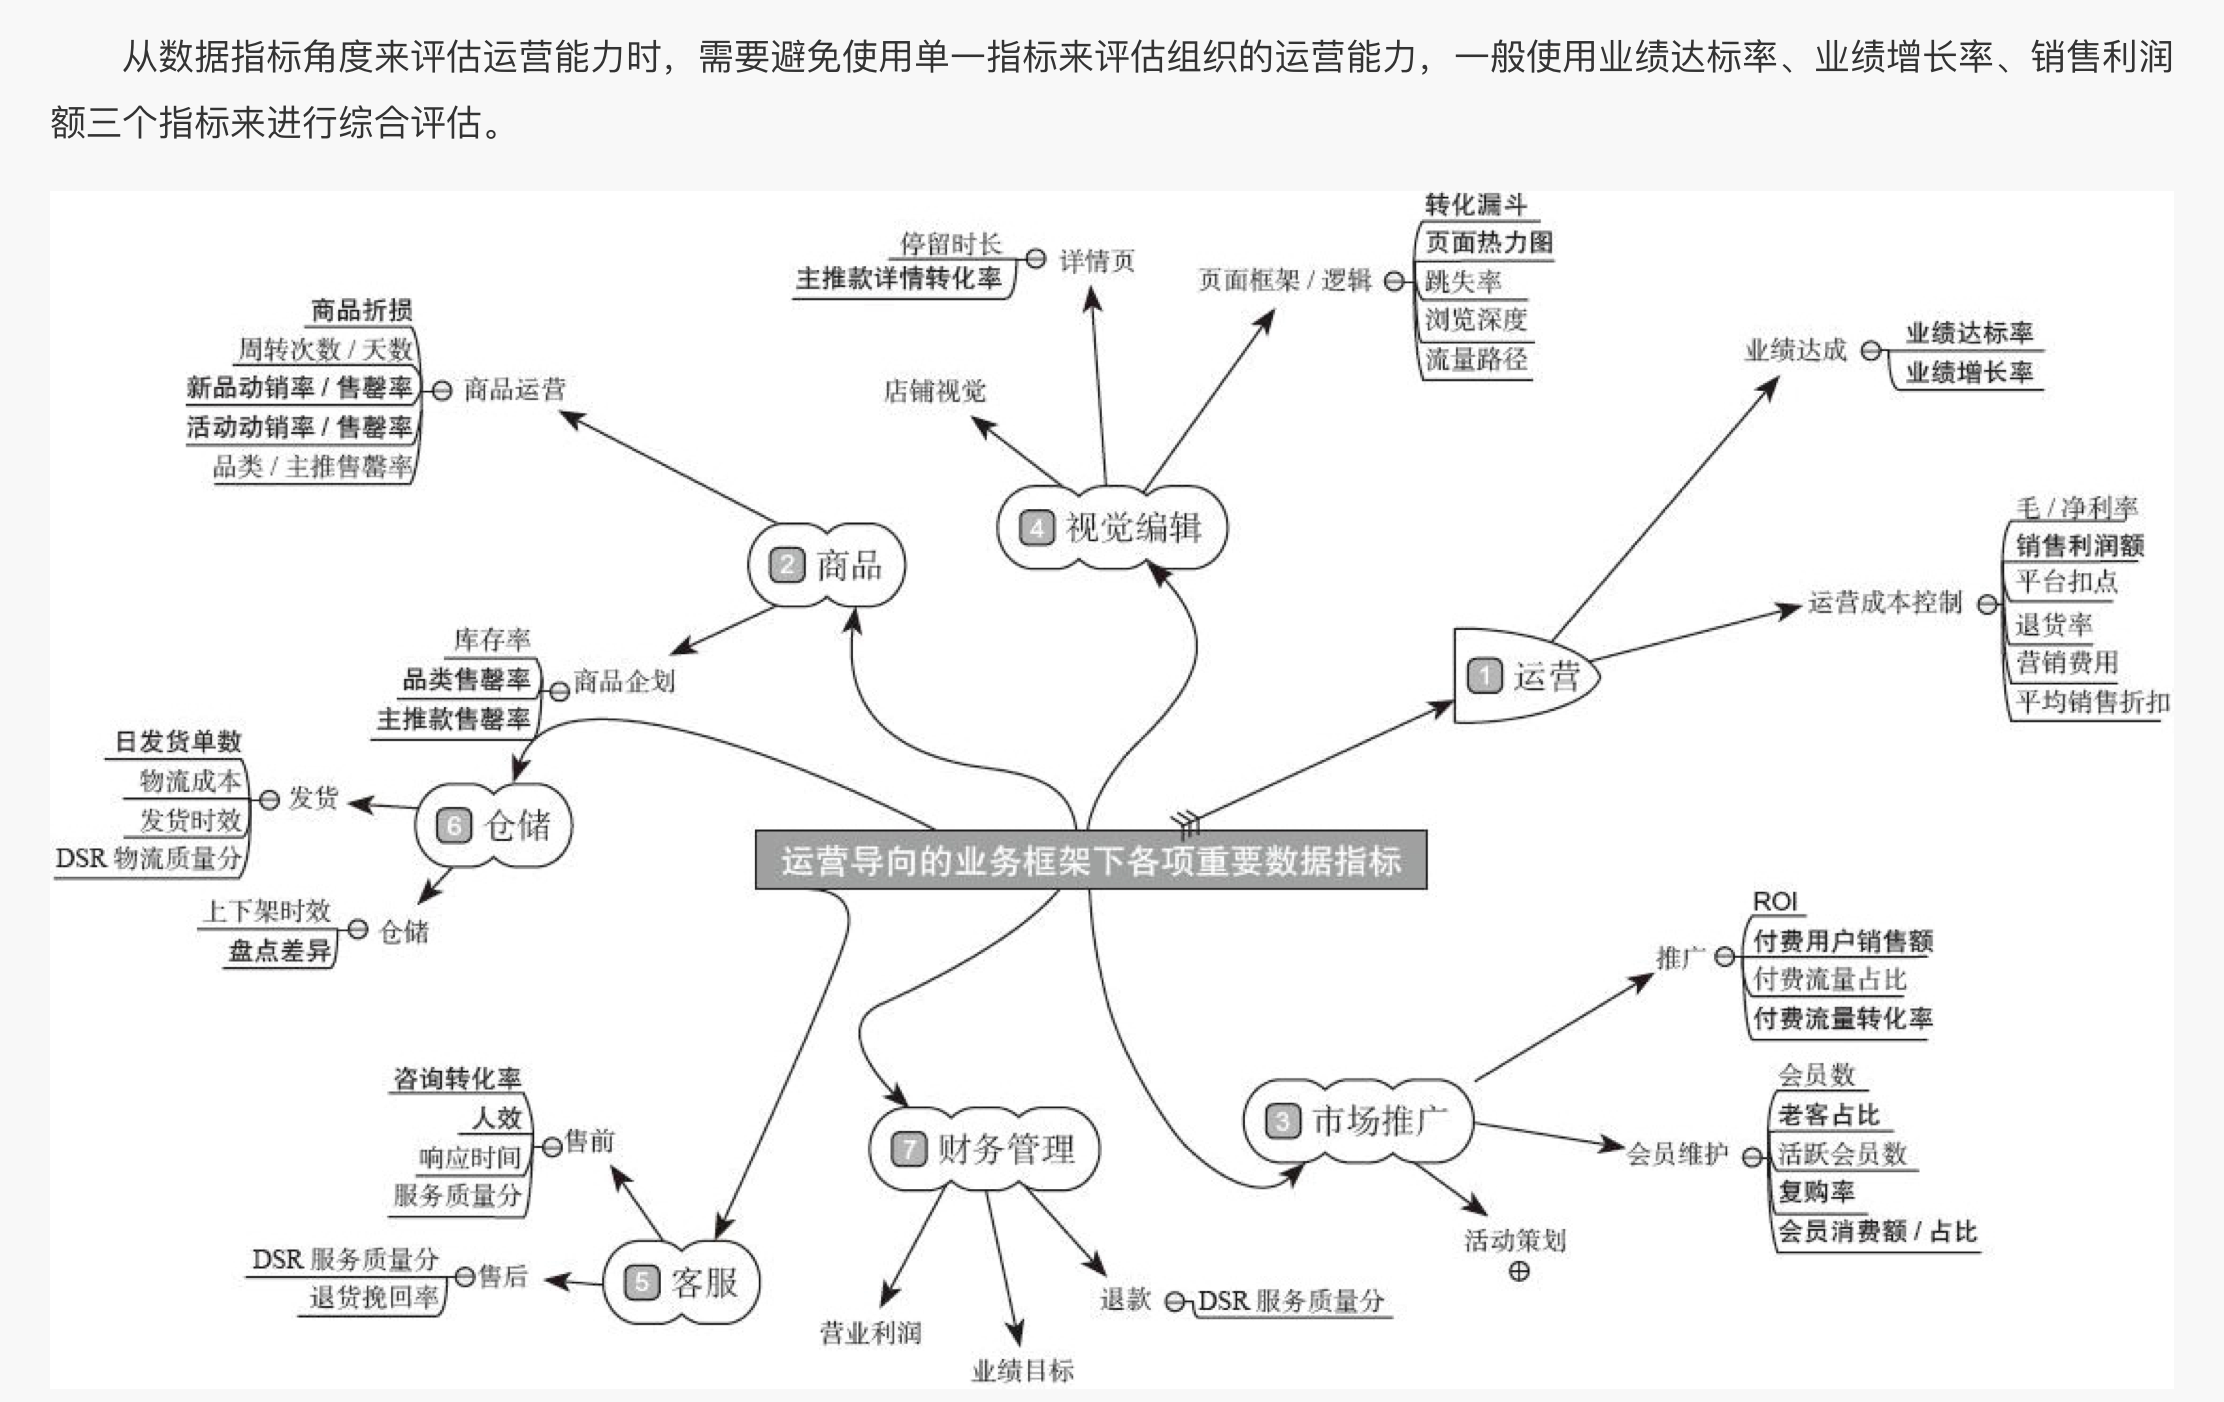 从数据指标角度来评估运营能力时，需要避免使用单一指标来评估组织的运营能力，一般使用业绩达标率、业绩增长率、销售利润
额三个指标来进行综合评估。
运营导向的业务框架下各项重要数据指标
1 运营
业绩达成
业绩达标率
业绩增长率
运营成本控制
毛 / 净利率
销售利润额
平台扣点
退货率
营销费用
平均销售折扣
2 商品
商品运营
商品折损
周转次数 / 天数
新品动销率 / 售罄率
活动动销率 / 售罄率
品类 / 主推售罄率
商品企划
库存率
品类售罄率
主推款售罄率
3 市场推广
推广
ROI
付费用户销售额
付费流量占比
付费流量转化率
会员维护
会员数
老客占比
活跃会员数
复购率
会员消费额 / 占比
活动策划
4 视觉编辑
店铺视觉
详情页
停留时长
主推款详情转化率
页面框架 / 逻辑
转化漏斗
页面热力图
跳失率
浏览深度
流量路径
5 客服
售前
咨询转化率
人效
响应时间
服务质量分
售后
DSR 服务质量分
退货挽回率
6 仓储
发货
日发货单数
物流成本
发货时效
DSR 物流质量分
仓储
上下架时效
盘点差异
7 财务管理
营业利润
业绩目标
退款
DSR 服务质量分